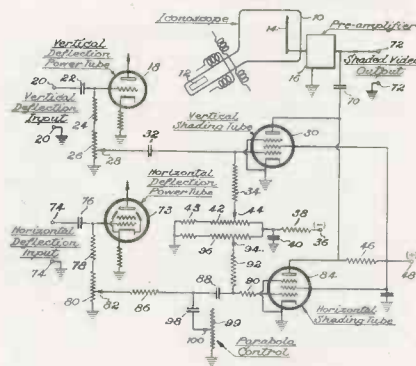 Iconoscope
10
Pre-amplifier
14
72
Shaded Video
Output
72
16
12
70
Vertical
Deflection
Power Tube
18
20
22
Vertical
Deflection
Input
20
24
26
28
32
Vertical
Shading Tube
30
34
Horizontal
Deflection
Power Tube
74
76
73
Horizontal
Deflection
Input
74
78
80
82
43
42
44
38
(-)
36
40
96
94
92
46
(+)
48
88
90
84
86
98
99
100
Horizontal
Shading Tube
Parabola
Control